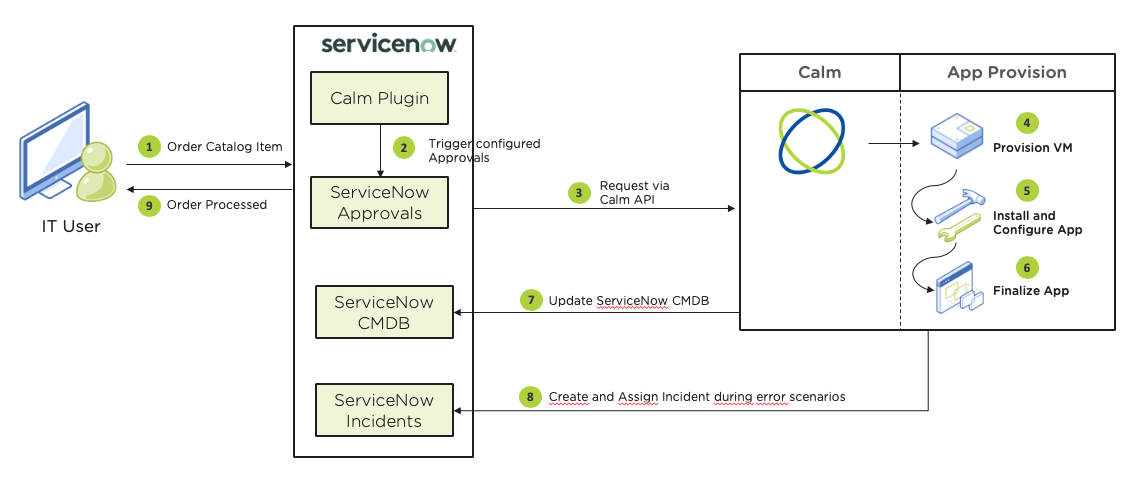 servicenow
Calm Plugin
1 Order Catalog Item
2 Trigger configured
Approvals
ServiceNow
Approvals
9 Order Processed
IT User
3 Request via
Calm API
Calm
App Provision
4
Provision VM
5
Install and
Configure App
6
Finalize App
ServiceNow
CMDB
7 Update ServiceNow CMDB
ServiceNow
Incidents
8 Create and Assign Incident during error scenarios